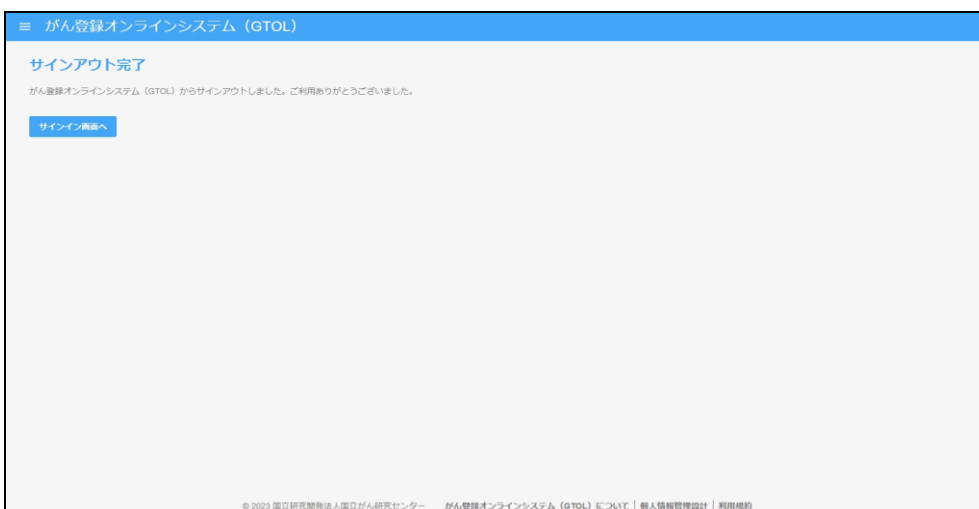 ≡ がん登録オンラインシステム（GTOL）
サインアウト完了
がん登録オンラインシステム（GTOL）からサインアウトしました。ご利用ありがとうございました。
サインイン画面へ
© 2023 国立研究開発法人国立がん研究センター がん登録オンラインシステム（GTOL）について | 個人情報管理設計 | 利用規約